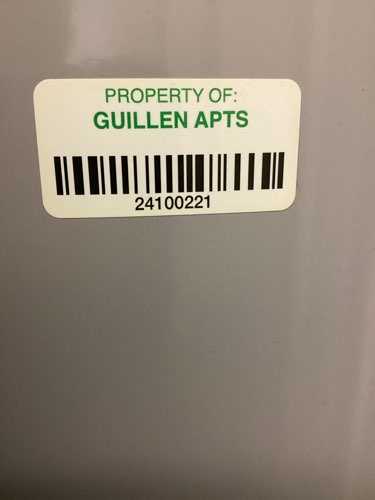 PROPERTY OF:
GUILLEN APTS
24100221